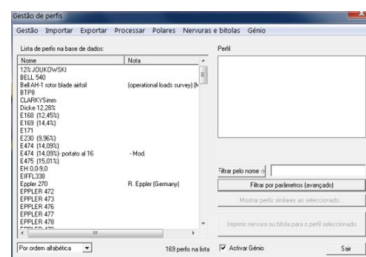 Gestão de perfis
Gestão Importar Exportar Processar Polares Nervuras e bitolas Génio
Lista de perfis na base de dados:
Nome Nota
12% JOUKOWSKI
BELL 540
Bell AH-1 rotor blade airfoil (operational loads survey) (N
BTP8
CLARKYSimm
Dicke 12,28%
E168 (12,45%)
E169 (14,4%)
E171
E230 (9,96%)
E474 (14,09%)
E474 (14,09%)- portato al 16 - Mod.
E475 (15,01%)
EH 0,0-9,0
EIFFL338
Eppler 270 R. Eppler (Germany)
EPPLER 472
EPPLER 473
EPPLER 476
EPPLER 477
EPPLER 478
Por ordem alfabética
169 perfis na lista
Perfil
Filtrar pelo nome
Filtrar por parâmetros (avançado)
Mostrar perfis similares ao seleccionado...
Imprimir nervura ou bitola para o perfil seleccionado
Activar Génio
Sair